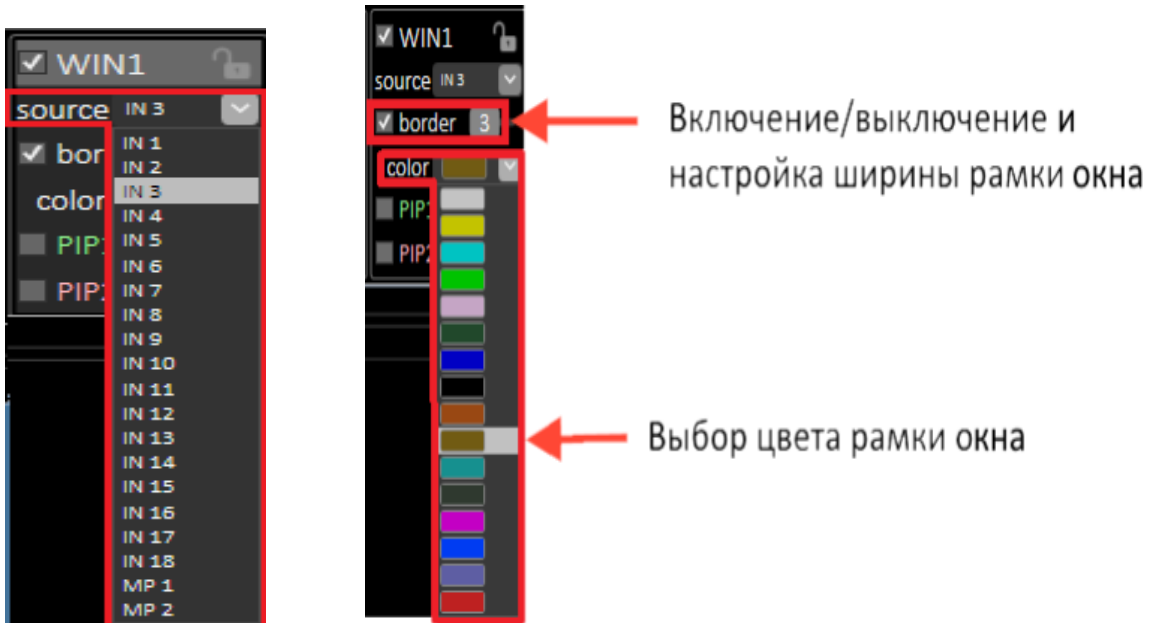 WIN1
source IN 3
bor
color
PIP
PIP
IN 1
IN 2
IN 3
IN 4
IN 5
IN 6
IN 7
IN 8
IN 9
IN 10
IN 11
IN 12
IN 13
IN 14
IN 15
IN 16
IN 17
IN 18
MP 1
MP 2
WIN1
source IN 3
border 3
color
PIP1
PIP2
Включение/выключение и
настройка ширины рамки окна
Выбор цвета рамки окна